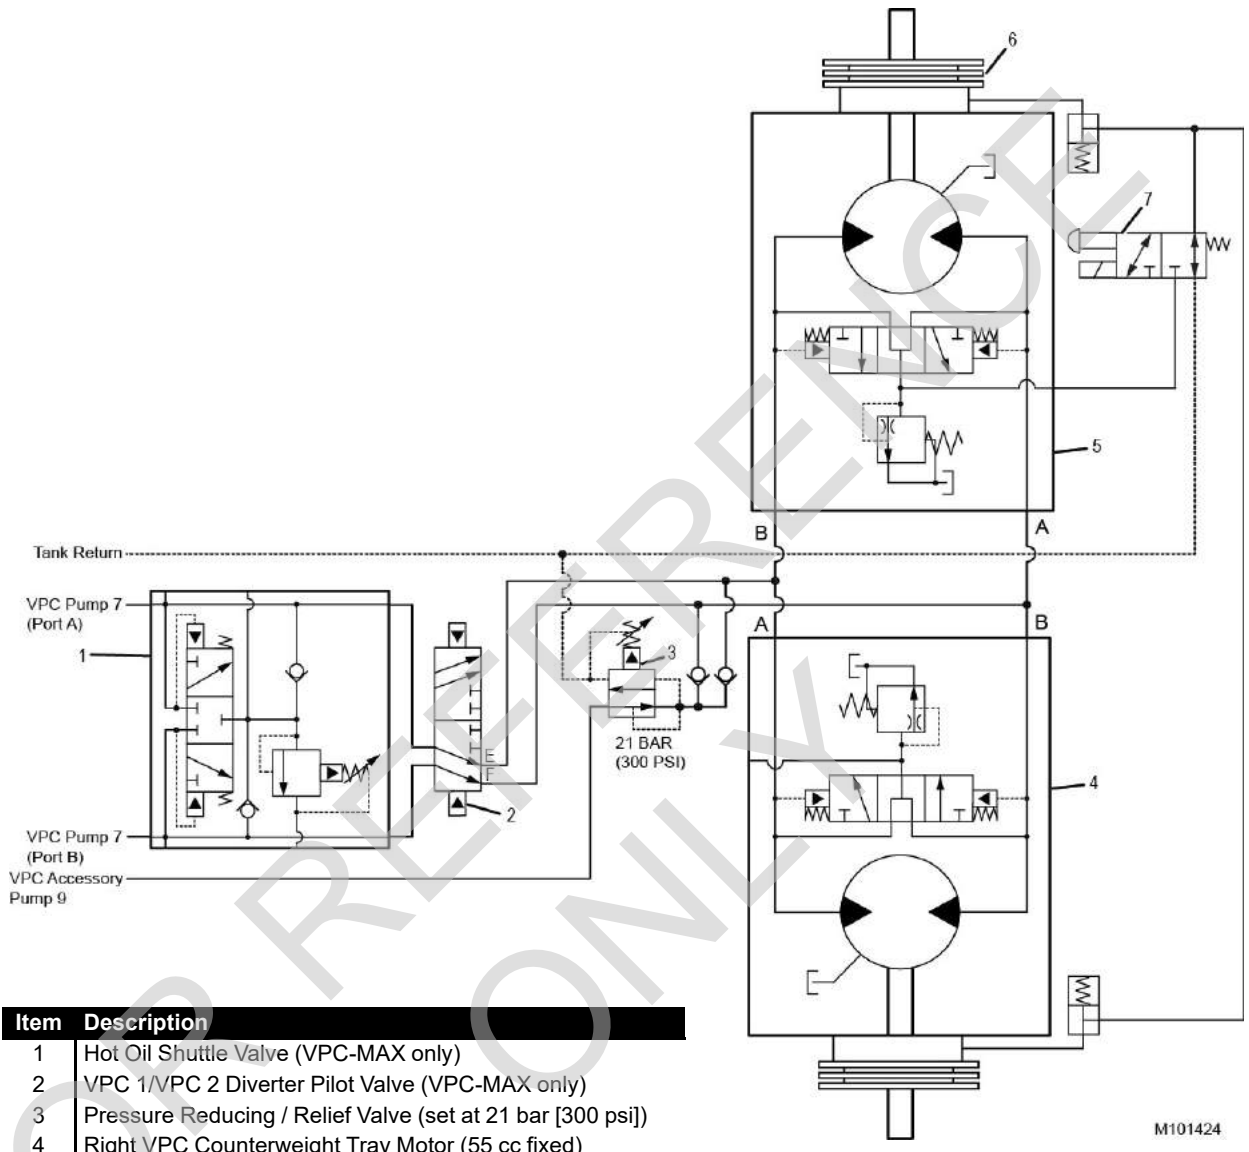 6
7
5
B
A
Tank Return
VPC Pump 7
(Port A)
1
A
B
3
21 BAR
(300 PSI)
E
F
2
4
VPC Pump 7
(Port B)
VPC Accessory
Pump 9
Item Description
1 Hot Oil Shuttle Valve (VPC-MAX only)
2 VPC 1/VPC 2 Diverter Pilot Valve (VPC-MAX only)
3 Pressure Reducing / Relief Valve (set at 21 bar [300 psi])
4 Right VPC Counterweight Tray Motor (55 cc fixed)
M101424
OR REFERENCE
ONLY